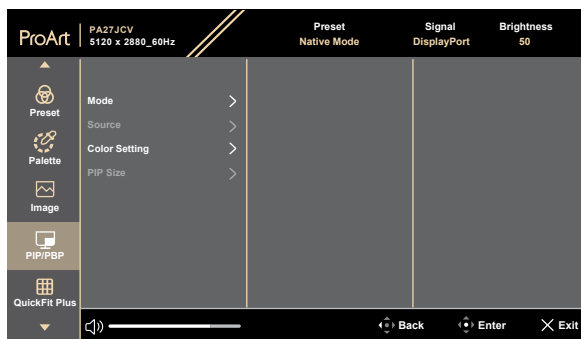 ProArt
PA27JCV
5120 x 2880_60Hz
Preset
Native Mode
Signal
DisplayPort
Brightness
50
Preset
Palette
Image
PIP/PBP
QuickFit Plus
Mode
Source
Color Setting
PIP Size
Back
Enter
Exit